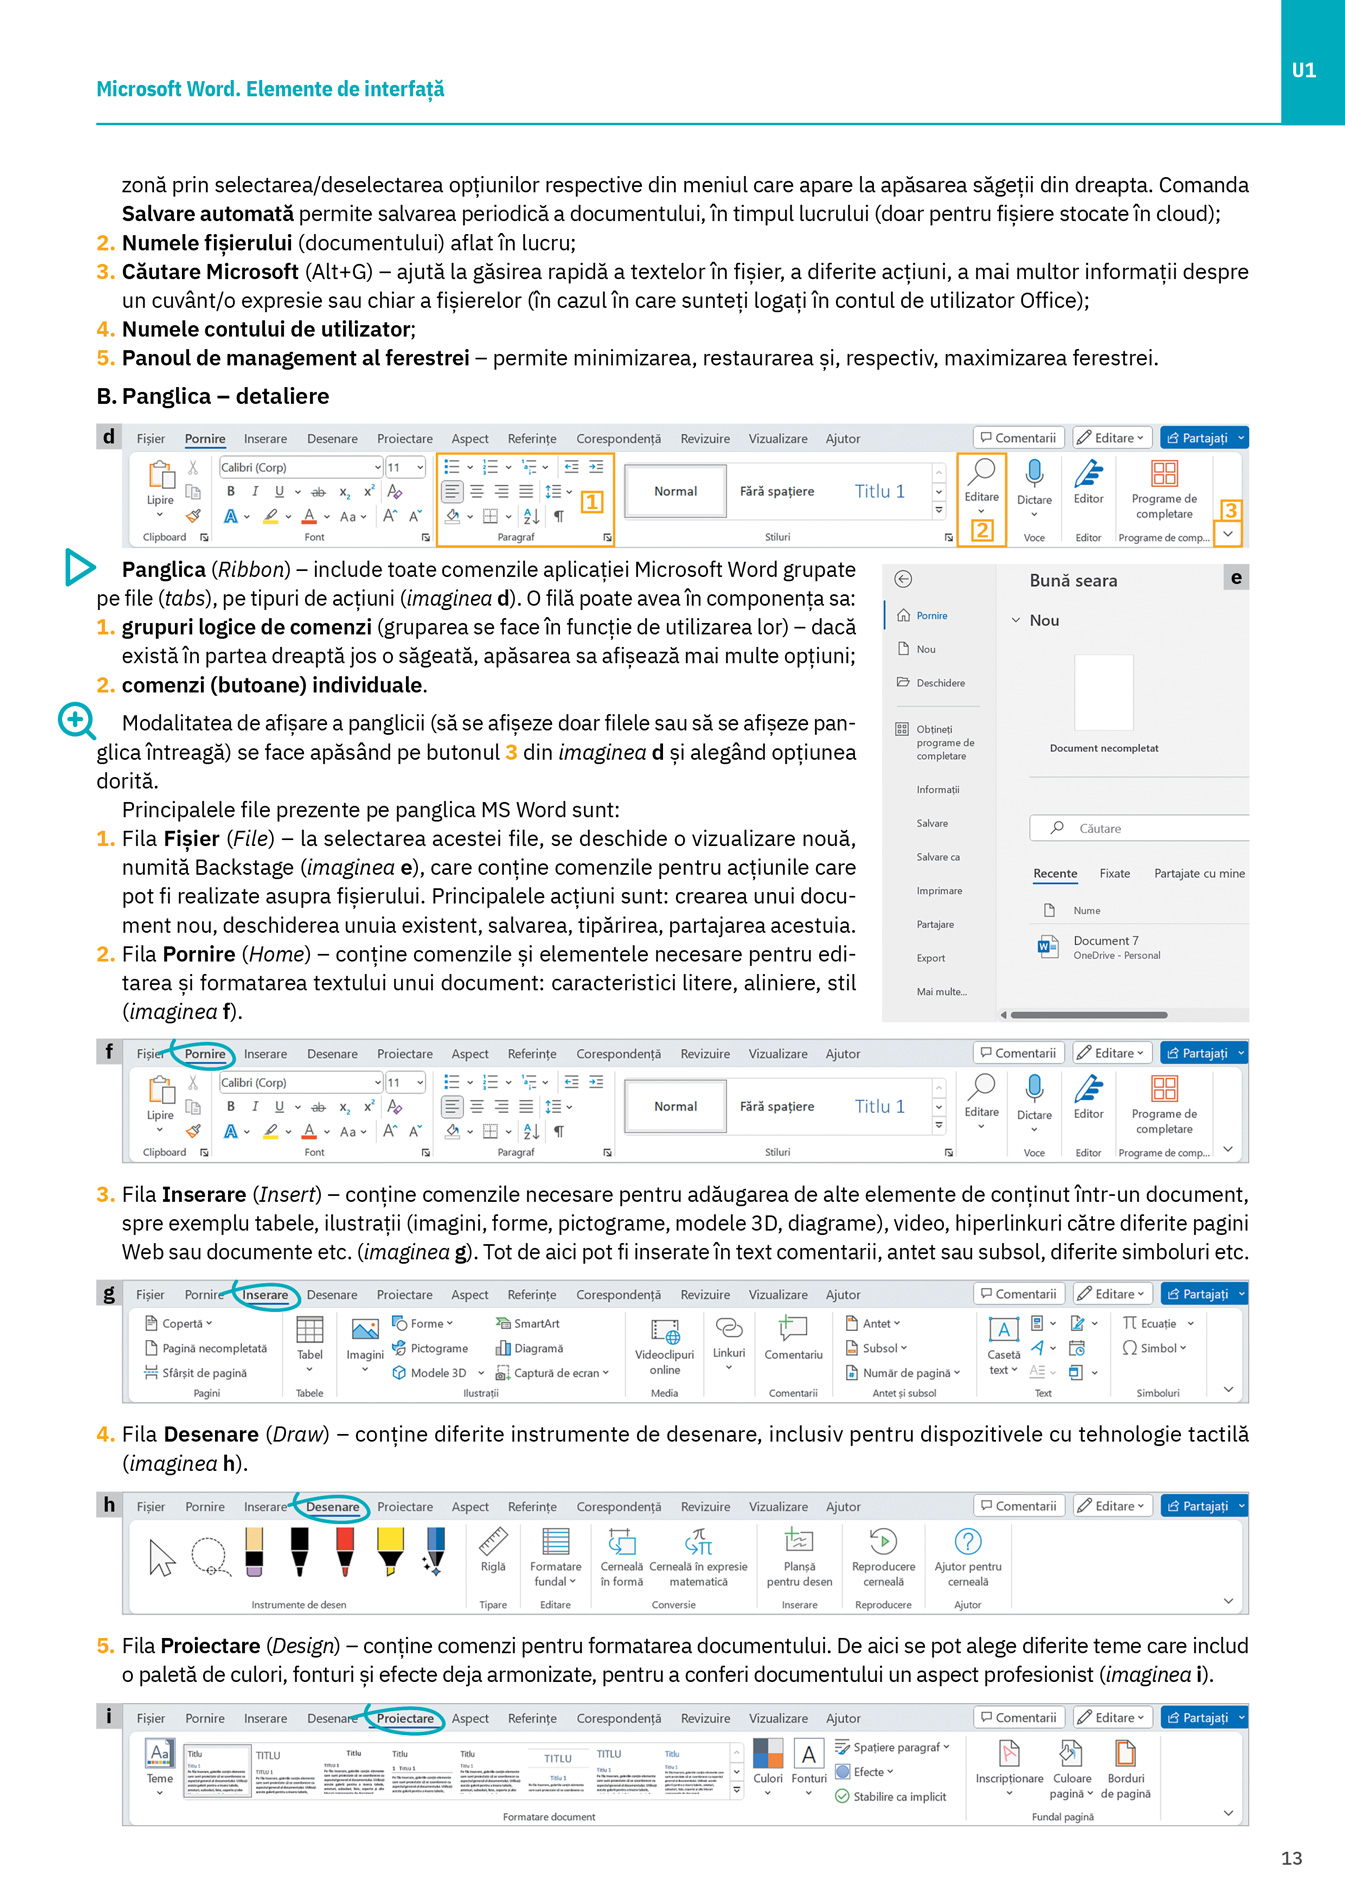 U1
Microsoft Word. Elemente de interfață
zonă prin selectarea/deselectarea opțiunilor respective din meniul care apare la apăsarea săgeții din dreapta. Comanda
Salvare automată permite salvarea periodică a documentului, în timpul lucrului (doar pentru fișiere stocate în cloud);
2. Numele fișierului (documentului) aflat în lucru;
3. Căutare Microsoft (Alt+G) – ajută la găsirea rapidă a textelor în fișier, a diferite acțiuni, a mai multor informații despre
un cuvânt/o expresie sau chiar a fișierelor (în cazul în care sunteți logați în contul de utilizator Office);
4. Numele contului de utilizator;
5. Panoul de management al ferestrei – permite minimizarea, restaurarea și, respectiv, maximizarea ferestrei.
B. Panglica – detaliere
d Fișier Pornire Inserare Desenare Proiectare Aspect Referințe Corespondență Revizuire Vizualizare Ajutor Comentarii Editare Partajați
Calibri (Corp) 11
Lipire B I U ab x₂ x² A 1 Normal Fără spațiere Titlu 1 Editare Dictare Editor Programe de completare
A A Aa A A 2 3
Clipboard Font Paragraf Stiluri Voce Editor Programe de comp...
Panglica (Ribbon) – include toate comenzile aplicației Microsoft Word grupate
pe file (tabs), pe tipuri de acțiuni (imaginea d). O filă poate avea în componența sa:
1. grupuri logice de comenzi (gruparea se face în funcție de utilizarea lor) – dacă
există în partea dreaptă jos o săgeată, apăsarea sa afișează mai multe opțiuni;
2. comenzi (butoane) individuale.
Modalitatea de afișare a panglicii (să se afișeze doar filele sau să se afișeze pan-
glica întreagă) se face apăsând pe butonul 3 din imaginea d și alegând opțiunea
dorită.
Principalele file prezente pe panglica MS Word sunt:
1. Fila Fișier (File) – la selectarea acestei file, se deschide o vizualizare nouă,
numită Backstage (imaginea e), care conține comenzile pentru acțiunile care
pot fi realizate asupra fișierului. Principalele acțiuni sunt: crearea unui docu-
ment nou, deschiderea unuia existent, salvarea, tipărirea, partajarea acestuia.
2. Fila Pornire (Home) – conține comenzile și elementele necesare pentru edi-
tarea și formatarea textului unui document: caracteristici litere, aliniere, stil
(imaginea f).
e
Pornire
Nou
Deschidere
Obțineți
programe de
completare
Informații
Salvare
Salvare ca
Imprimare
Partajare
Export
Mai multe...
Bună seara
Nou
Document necompletat
Căutare
Recente Fixate Partajate cu mine
Nume
Document 7
OneDrive - Personal
f Fișier Pornire Inserare Desenare Proiectare Aspect Referințe Corespondență Revizuire Vizualizare Ajutor Comentarii Editare Partajați
Calibri (Corp) 11
Lipire B I U ab x₂ x² A Normal Fără spațiere Titlu 1 Editare Dictare Editor Programe de completare
A A Aa A A
Clipboard Font Paragraf Stiluri Voce Editor Programe de comp...
3. Fila Inserare (Insert) – conține comenzile necesare pentru adăugarea de alte elemente de conținut într-un document,
spre exemplu tabele, ilustrații (imagini, forme, pictograme, modele 3D, diagrame), video, hiperlinkuri către diferite pagini
Web sau documente etc. (imaginea g). Tot de aici pot fi inserate în text comentarii, antet sau subsol, diferite simboluri etc.
g Fișier Pornire Inserare Desenare Proiectare Aspect Referințe Corespondență Revizuire Vizualizare Ajutor Comentarii Editare Partajați
Copertă Forme SmartArt Antet Ecuație
Pagină necompletată Tabel Imagini Pictograme Diagramă Videoclipuri online Linkuri Comentariu Subsol Casetă text Simbol
Sfârșit de pagină Modele 3D Captură de ecran Număr de pagină
Pagini Tabele Ilustrații Media Comentarii Antet și subsol Text Simboluri
4. Fila Desenare (Draw) – conține diferite instrumente de desenare, inclusiv pentru dispozitivele cu tehnologie tactilă
(imaginea h).
h Fișier Pornire Inserare Desenare Proiectare Aspect Referințe Corespondență Revizuire Vizualizare Ajutor Comentarii Editare Partajați
Riglă Formatare Cerneală Cerneală în expresie Planșă Reproducere Ajutor pentru
fundal în formă matematică pentru desen cerneală cerneală
Instrumente de desen Tipare Editare Conversie Inserare Reproducere Ajutor
5. Fila Proiectare (Design) – conține comenzi pentru formatarea documentului. De aici se pot alege diferite teme care includ
o paletă de culori, fonturi și efecte deja armonizate, pentru a conferi documentului un aspect profesionist (imaginea i).
i Fișier Pornire Inserare Desenare Proiectare Aspect Referințe Corespondență Revizuire Vizualizare Ajutor Comentarii Editare Partajați
Aa Titlu TITLU Titlu Titlu Titlu TITLU TITLU Titlu A Spațiere paragraf
Teme Culori Fonturi Efecte Inscripționare Culoare pagină Borduri de pagină
Stabilire ca implicit
Formatare document Fundal pagină
13